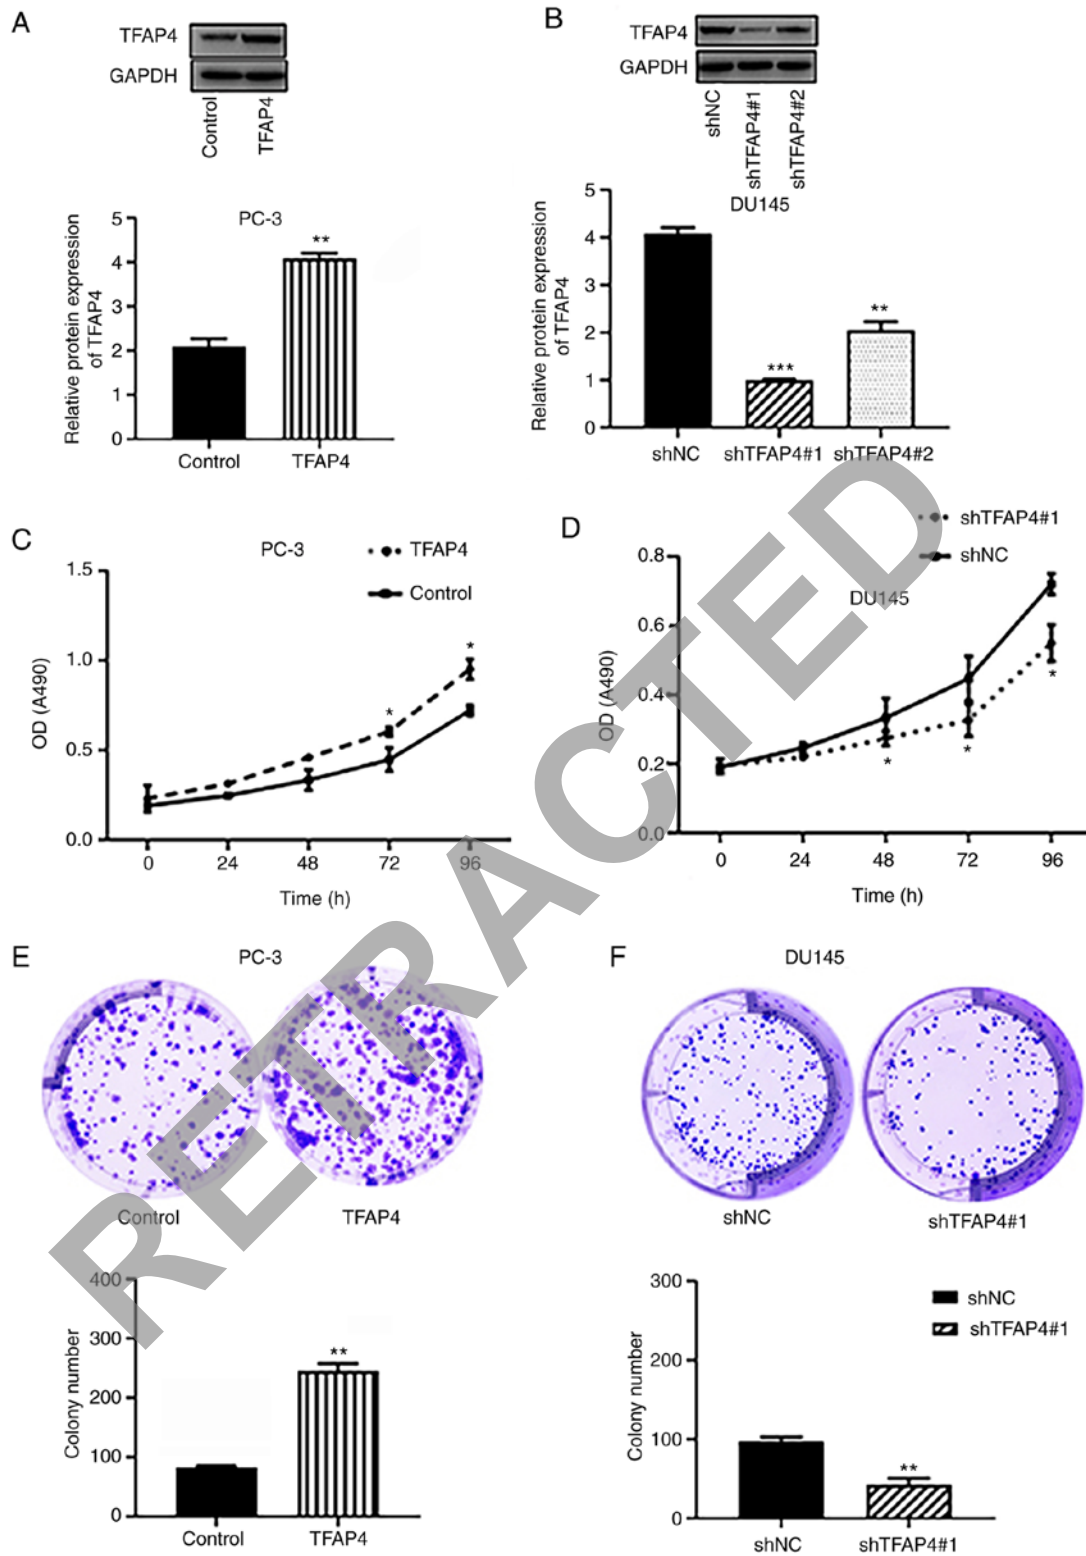 A
TFAP4
GAPDH
Control
TFAP4
PC-3
Relative protein expression
of TFAP4
5
4
3
2
1
0
**
Control
TFAP4
B
TFAP4
GAPDH
shNC
shTFAP4#1
shTFAP4#2
DU145
Relative protein expression
of TFAP4
5
4
3
2
1
0
***
**
shNC
shTFAP4#1
shTFAP4#2
C
PC-3
TFAP4
Control
OD (A490)
1.5
1.0
0.5
0.0
*
*
0
24
48
72
96
Time (h)
D
shTFAP4#1
shNC
DU145
OD (A490)
0.8
0.6
0.4
0.2
0.0
*
*
*
0
24
48
72
96
Time (h)
E
PC-3
Control
TFAP4
Colony number
400
300
200
100
0
**
Control
TFAP4
F
DU145
shNC
shTFAP4#1
Colony number
300
200
100
0
shNC
shTFAP4#1
**
shNC
shTFAP4#1
RETRACTED